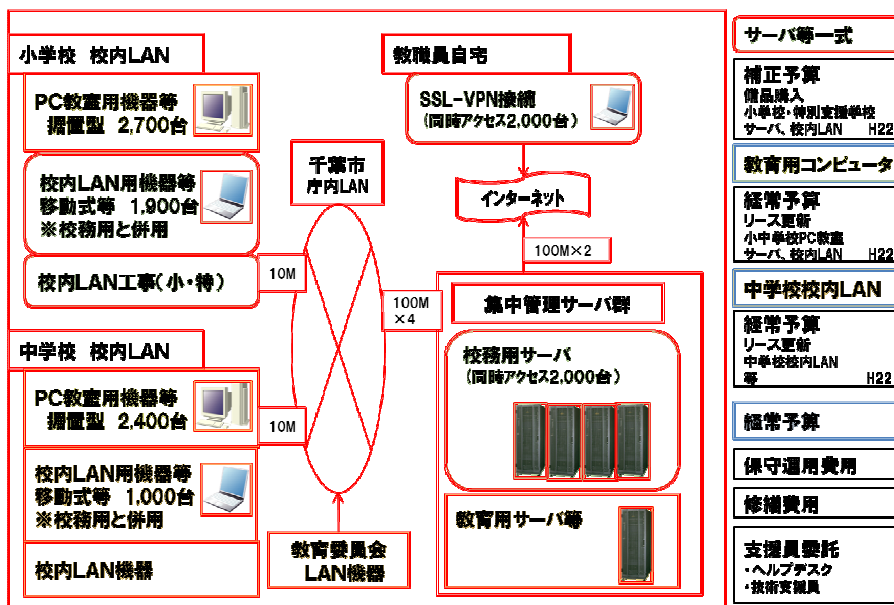 小学校 校内LAN
PC教室用機器等
据置型 2,700台
校内LAN用機器等
移動式等 1,900台
※校務用と併用
校内LAN工事(小・特)
10M
中学校 校内LAN
PC教室用機器等
据置型 2,400台
10M
校内LAN用機器等
移動式等 1,000台
※校務用と併用
校内LAN機器
千葉市
庁内LAN
教育委員会
LAN機器
教職員自宅
SSL-VPN接続
(同時アクセス2,000台)
インターネット
100M×2
100M
×4
集中管理サーバ群
校務用サーバ
(同時アクセス2,000台)
教育用サーバ等
サーバ等一式
補正予算
備品購入
小学校・特別支援学校
サーバ、校内LAN H22
教育用コンピュータ
経常予算
リース更新
小中学校PC教室
サーバ、校内LAN H22
中学校校内LAN
経常予算
リース更新
中学校校内LAN
等 H22
経常予算
保守運用費用
修繕費用
支援員委託
・ヘルプデスク
・技術支援員